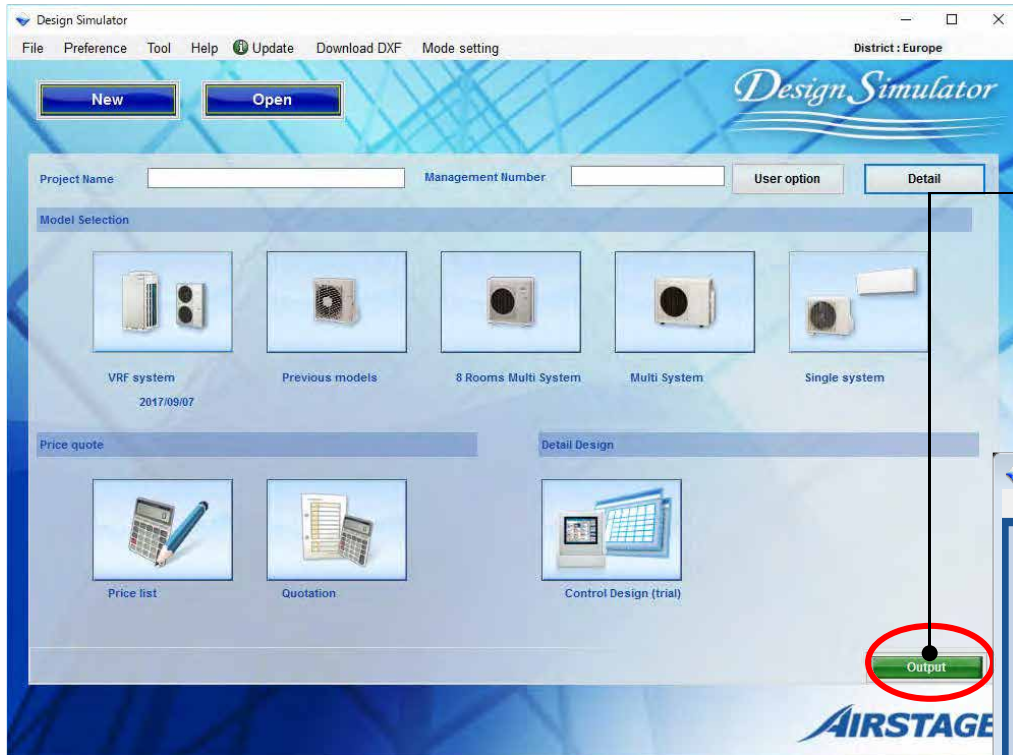 Design Simulator
File Preference Tool Help Update Download DXF Mode setting District : Europe
New Open Design Simulator
Project Name Management Number User option Detail
Model Selection
VRF system Previous models 8 Rooms Multi System Multi System Single system
2017/09/07
Price quote Detail Design
Price list Quotation Control Design (trial)
Output
AIRSTAGE